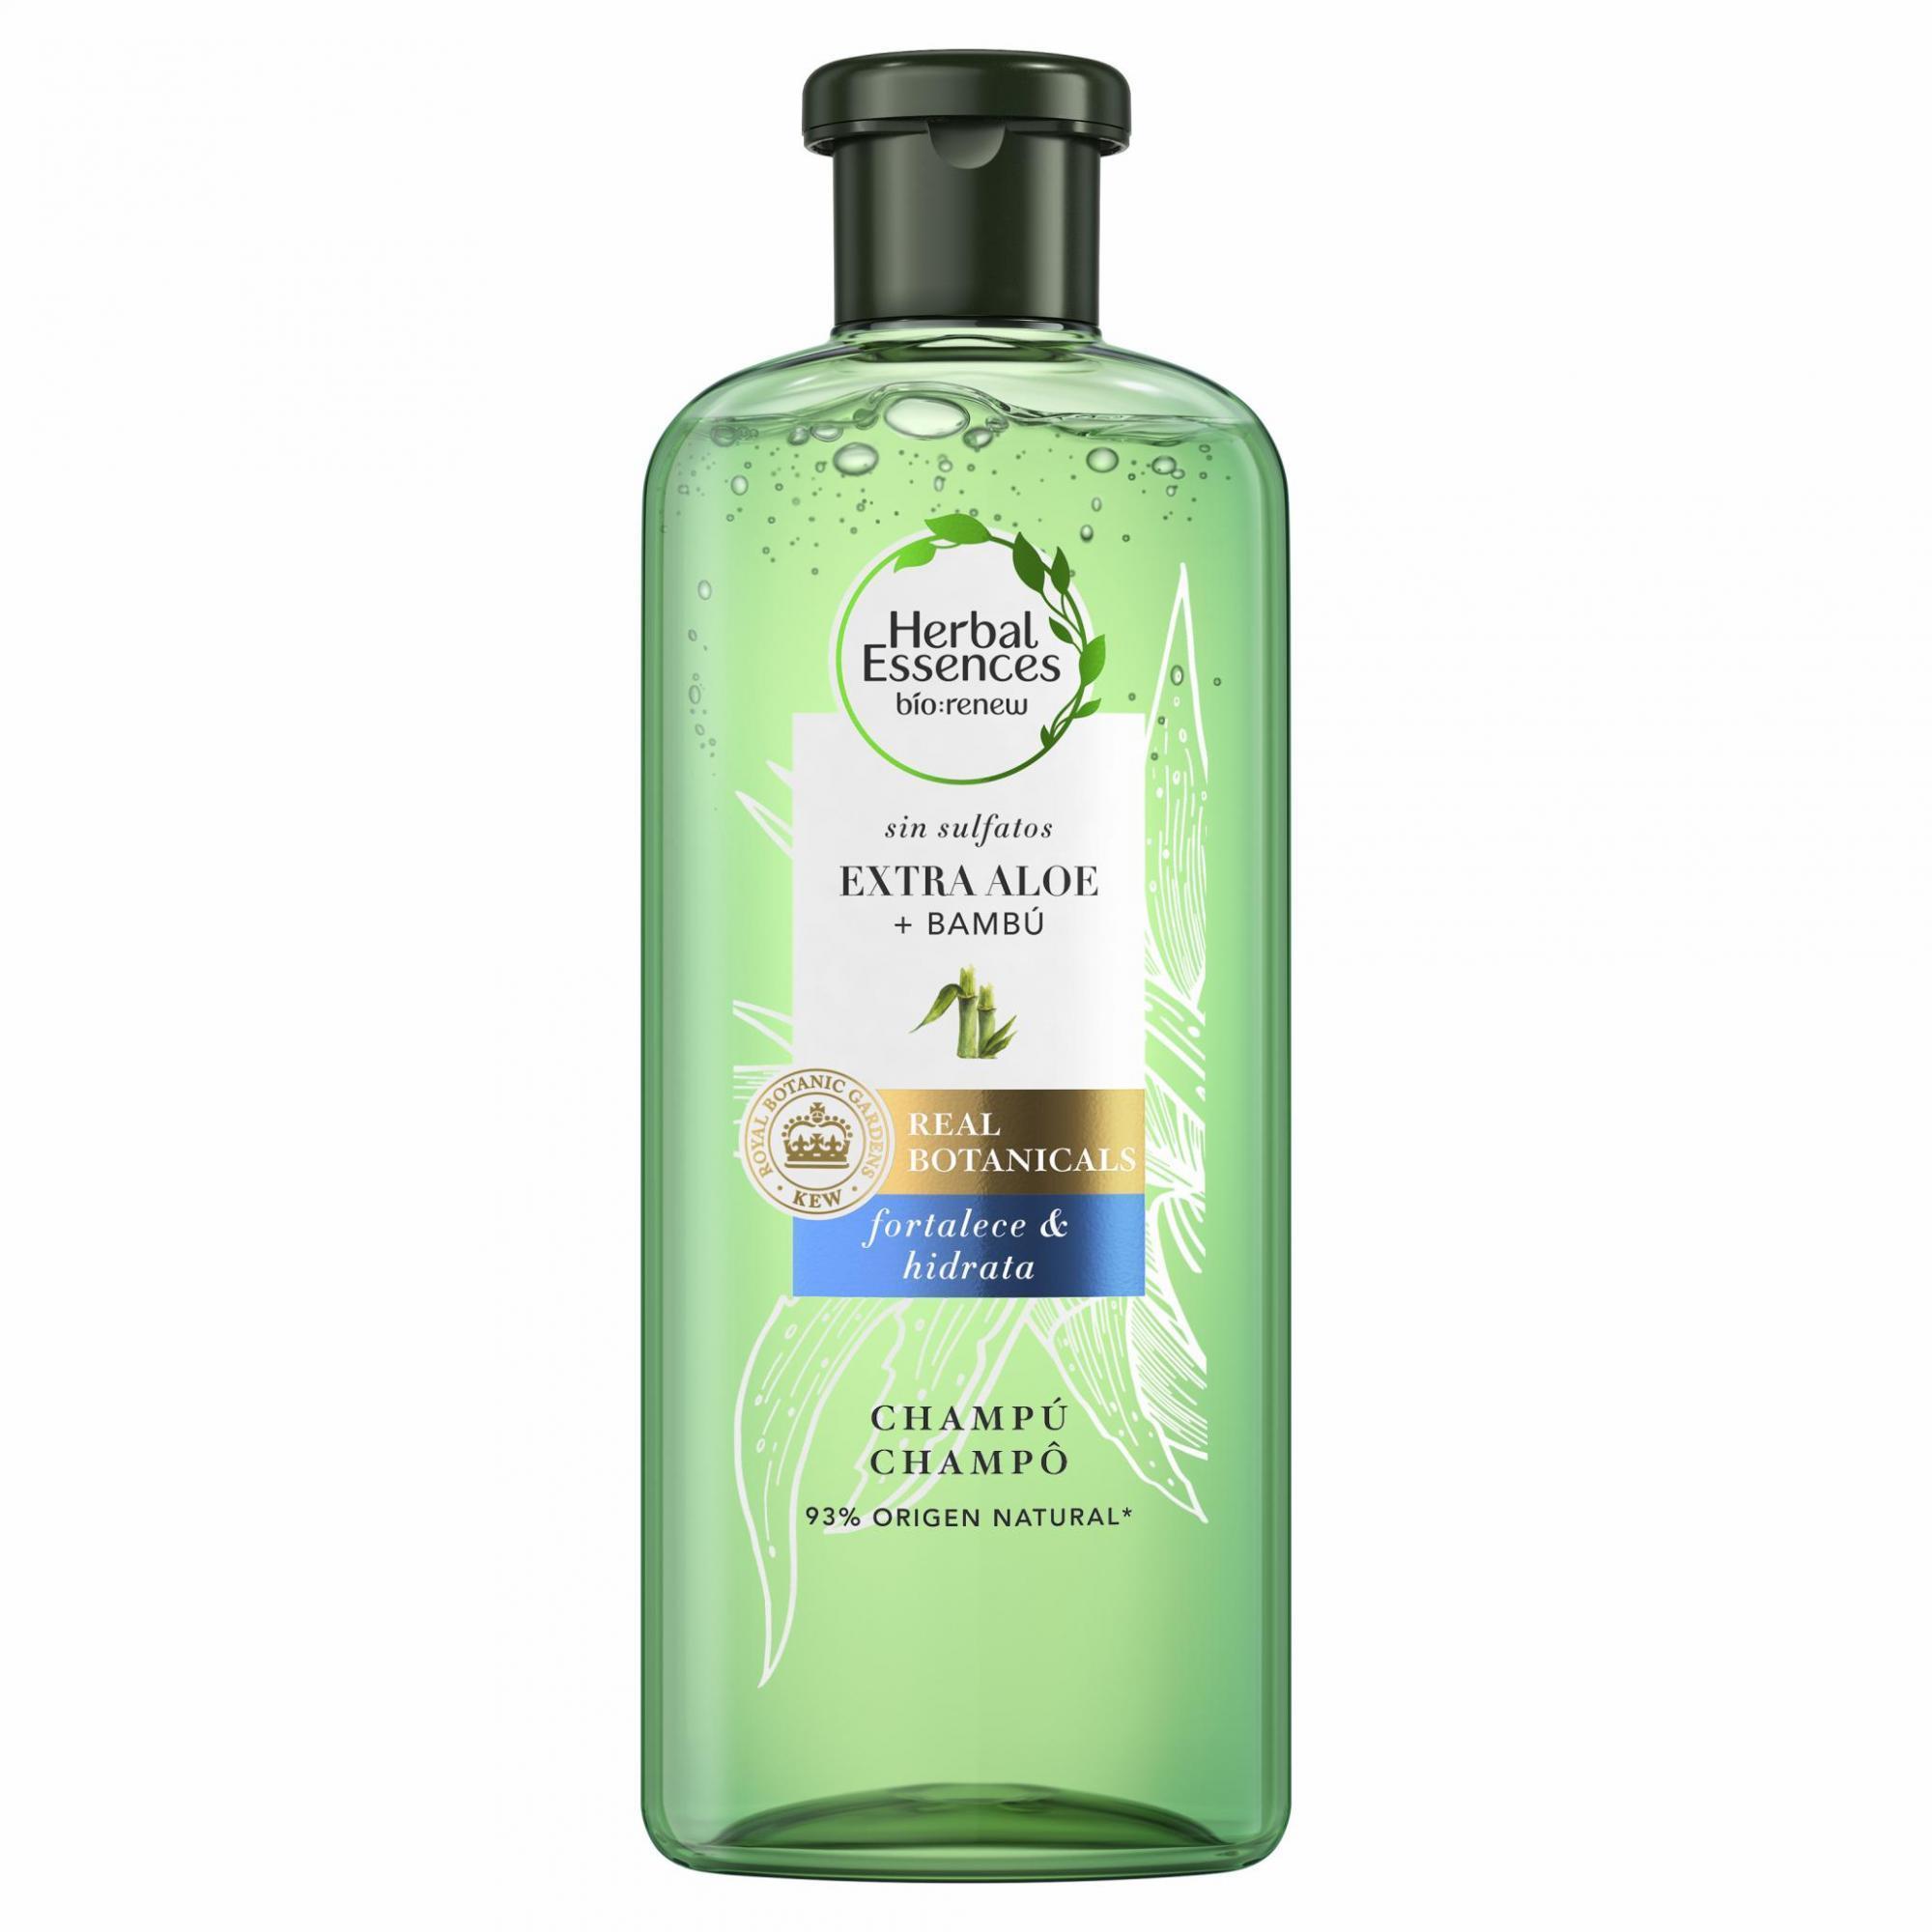 Herbal
Essences
bío:renew
sin sulfatos
EXTRA ALOE
+ BAMBÚ
ROYAL BOTANIC GARDENS
• KEW •
REAL
BOTANICALS
fortalece &
hidrata
CHAMPÚ
CHAMPÔ
93% ORIGEN NATURAL*